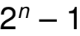 2ⁿ – 1